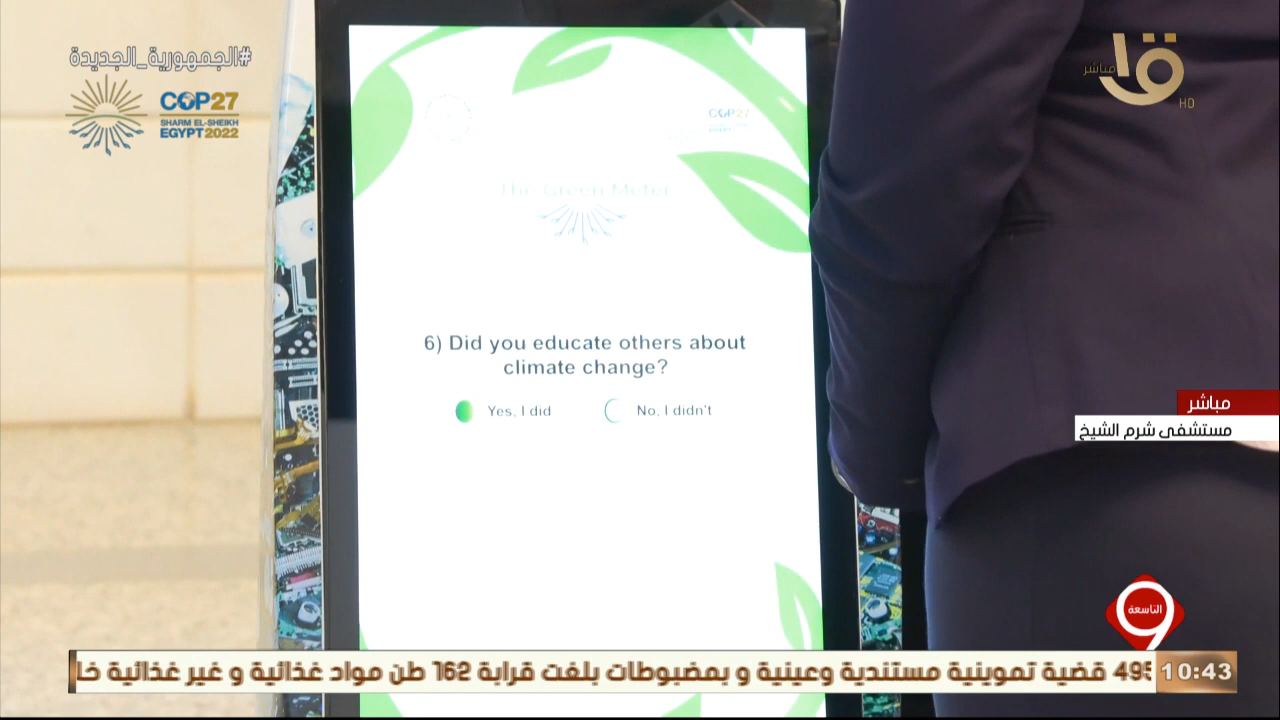 #الجمهورية_الجديدة
COP27
SHARM EL-SHEIKH
EGYPT 2022
مباشر
HD
COP27
The Green Meter
6) Did you educate others about
climate change?
Yes, I did
No, I didn't
مباشر
مستشفى شرم الشيخ
التاسعة
9
495 قضية تموينية مستندية وعينية و بمضبوطات بلغت قرابة 162 طن مواد غذائية و غير غذائية خا
10:43